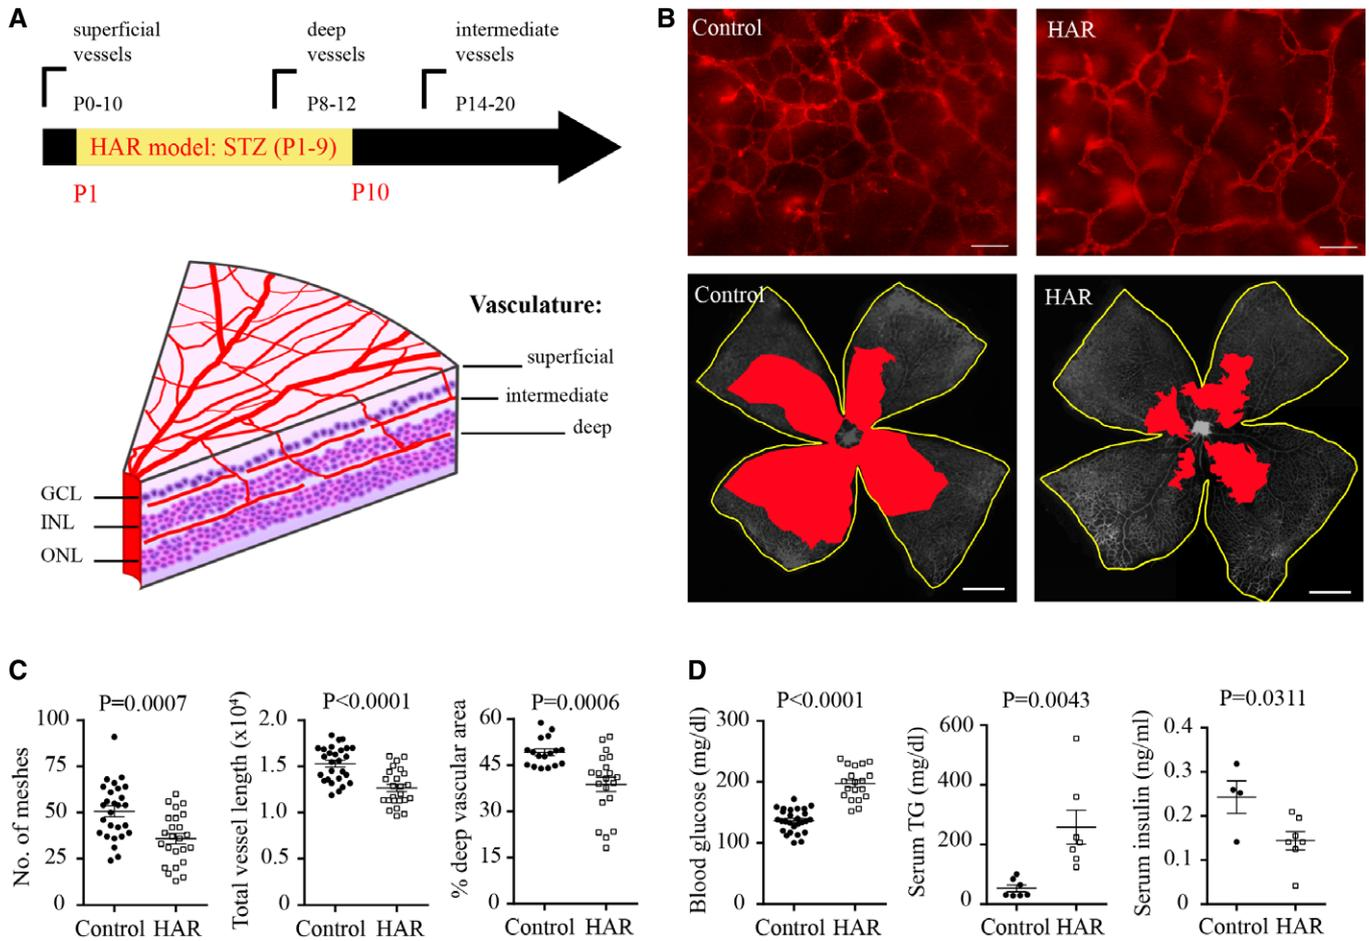 A
superficial
vessels
P0-10
deep
vessels
P8-12
intermediate
vessels
P14-20
HAR model: STZ (P1-9)
P1
P10
Vasculature:
superficial
intermediate
deep
GCL
INL
ONL
B
Control
HAR
Control
HAR
C
P=0.0007
No. of meshes
100
75
50
25
0
Control HAR
P<0.0001
Total vessel length (x10⁴)
2.0
1.5
1.0
0.5
0
Control HAR
P=0.0006
% deep vascular area
60
45
30
15
0
Control HAR
D
P<0.0001
Blood glucose (mg/dl)
300
200
100
0
Control HAR
P=0.0043
Serum TG (mg/dl)
600
400
200
0
Control HAR
P=0.0311
Serum insulin (ng/ml)
0.4
0.3
0.2
0.1
0
Control HAR